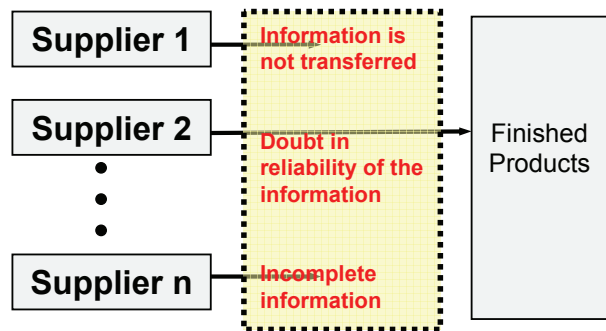 Supplier 1
Information is
not transferred
Supplier 2
Doubt in
reliability of the
information
Finished
Products
Supplier n
Incomplete
information